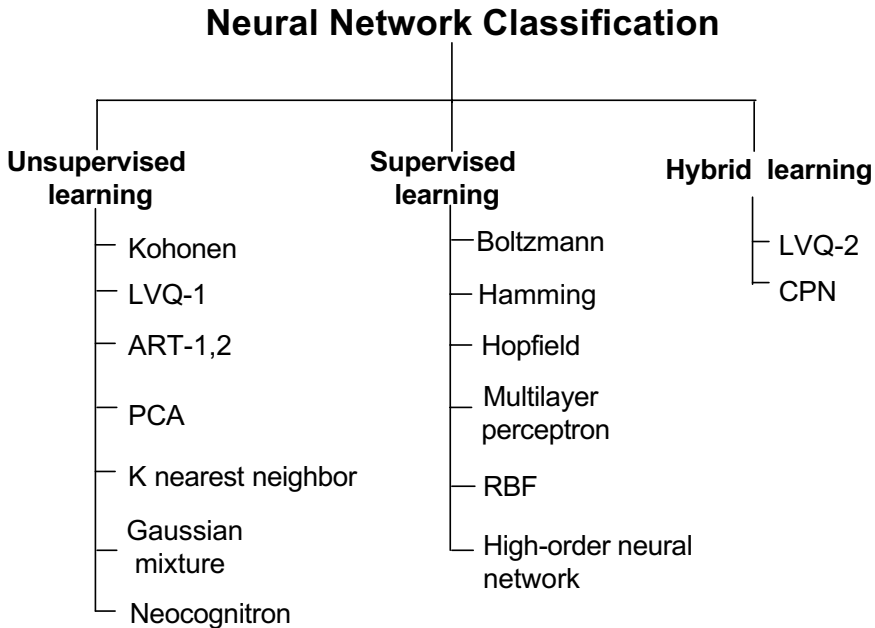 Neural Network Classification
Unsupervised
learning
Kohonen
LVQ-1
ART-1,2
PCA
K nearest neighbor
Gaussian
mixture
Neocognitron
Supervised
learning
Boltzmann
Hamming
Hopfield
Multilayer
perceptron
RBF
High-order neural
network
Hybrid learning
LVQ-2
CPN